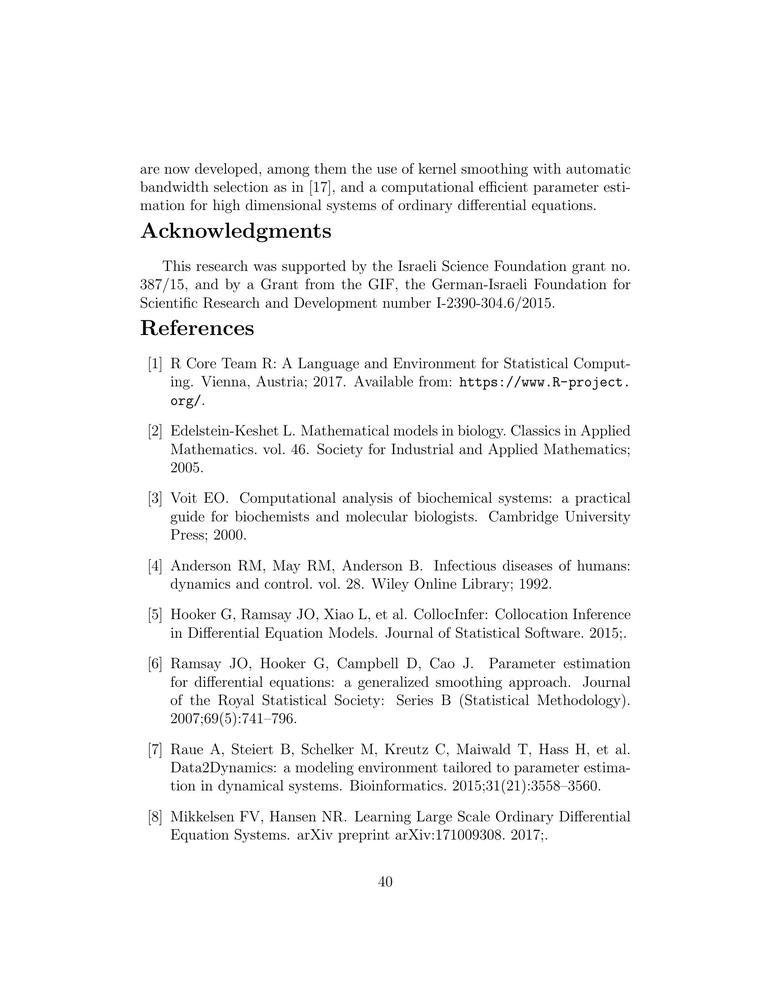 are now developed, among them the use of kernel smoothing with automatic
bandwidth selection as in [17], and a computational efficient parameter esti-
mation for high dimensional systems of ordinary differential equations.
Acknowledgments
This research was supported by the Israeli Science Foundation grant no.
387/15, and by a Grant from the GIF, the German-Israeli Foundation for
Scientific Research and Development number I-2390-304.6/2015.
References
[1] R Core Team R: A Language and Environment for Statistical Comput-
ing. Vienna, Austria; 2017. Available from: https://www.R-project.
org/.
[2] Edelstein-Keshet L. Mathematical models in biology. Classics in Applied
Mathematics. vol. 46. Society for Industrial and Applied Mathematics;
2005.
[3] Voit EO. Computational analysis of biochemical systems: a practical
guide for biochemists and molecular biologists. Cambridge University
Press; 2000.
[4] Anderson RM, May RM, Anderson B. Infectious diseases of humans:
dynamics and control. vol. 28. Wiley Online Library; 1992.
[5] Hooker G, Ramsay JO, Xiao L, et al. CollocInfer: Collocation Inference
in Differential Equation Models. Journal of Statistical Software. 2015;.
[6] Ramsay JO, Hooker G, Campbell D, Cao J. Parameter estimation
for differential equations: a generalized smoothing approach. Journal
of the Royal Statistical Society: Series B (Statistical Methodology).
2007;69(5):741–796.
[7] Raue A, Steiert B, Schelker M, Kreutz C, Maiwald T, Hass H, et al.
Data2Dynamics: a modeling environment tailored to parameter estima-
tion in dynamical systems. Bioinformatics. 2015;31(21):3558–3560.
[8] Mikkelsen FV, Hansen NR. Learning Large Scale Ordinary Differential
Equation Systems. arXiv preprint arXiv:171009308. 2017;.
40